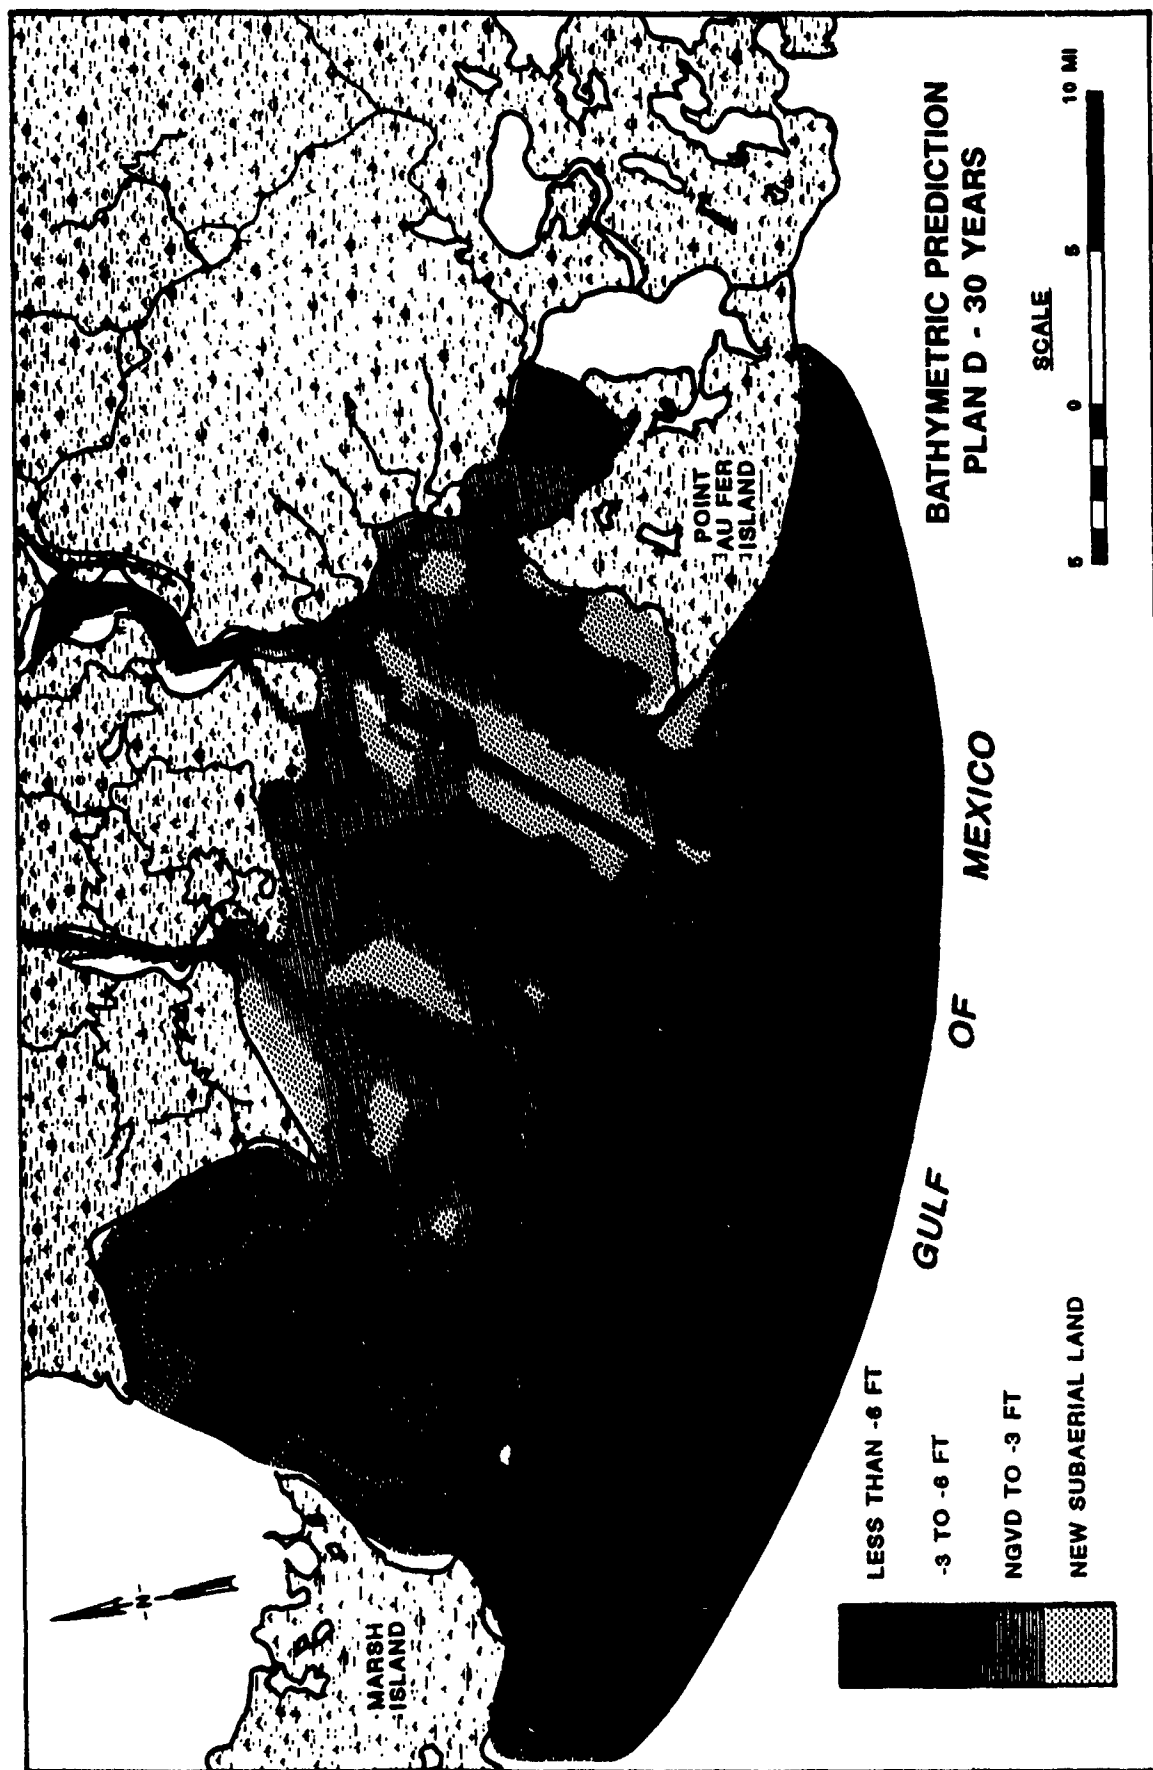 MARSH
ISLAND
POINT
AU FER
ISLAND
GULF
OF
MEXICO
N
LESS THAN -6 FT
-3 TO -6 FT
NGVD TO -3 FT
NEW SUBAERIAL LAND
BATHYMETRIC PREDICTION
PLAN D - 30 YEARS
SCALE
5 0 5 10 MI